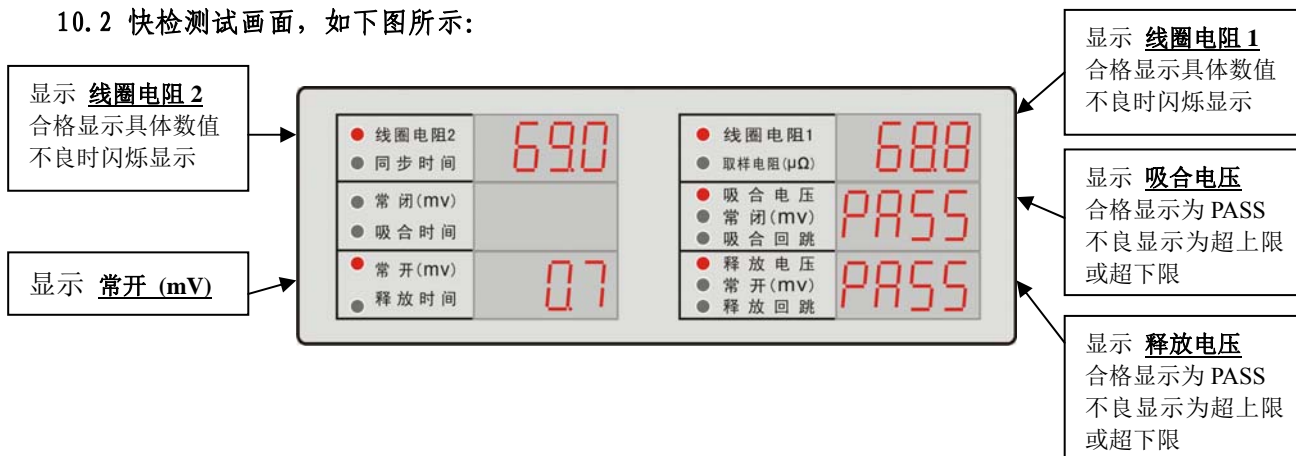 10.2 快检测试画面，如下图所示：
显示 线圈电阻 2
合格显示具体数值
不良时闪烁显示
显示 常开 (mV)
线圈电阻2
同步时间
69.0
常闭(mv)
吸合时间
常开(mv)
释放时间
0.7
线圈电阻1
取样电阻(μΩ)
68.8
吸合电压
常闭(mv)
吸合回跳
PASS
释放电压
常开(mv)
释放回跳
PASS
显示 线圈电阻 1
合格显示具体数值
不良时闪烁显示
显示 吸合电压
合格显示为 PASS
不良显示为超上限
或超下限
显示 释放电压
合格显示为 PASS
不良显示为超上限
或超下限